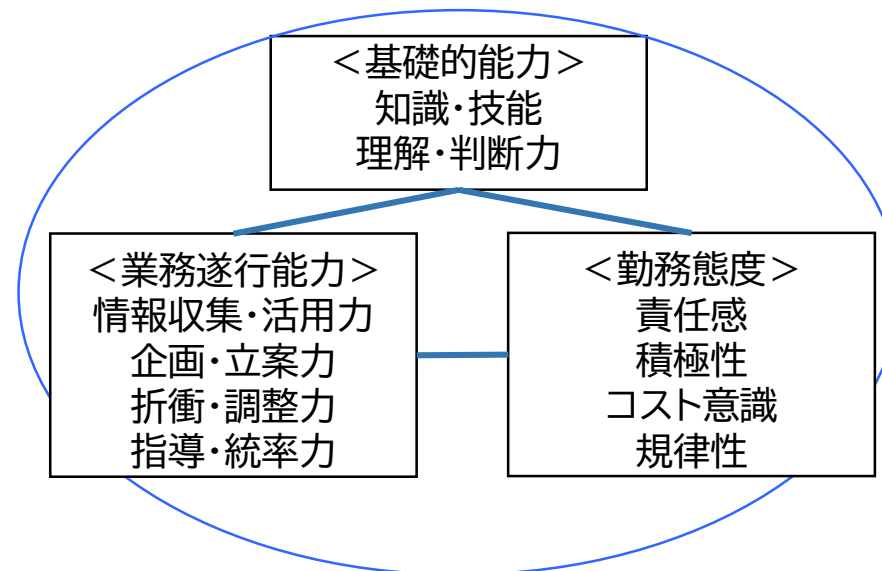 ＜基礎的能力＞
知識・技能
理解・判断力
＜業務遂行能力＞
情報収集・活用力
企画・立案力
折衝・調整力
指導・統率力
＜勤務態度＞
責任感
積極性
コスト意識
規律性